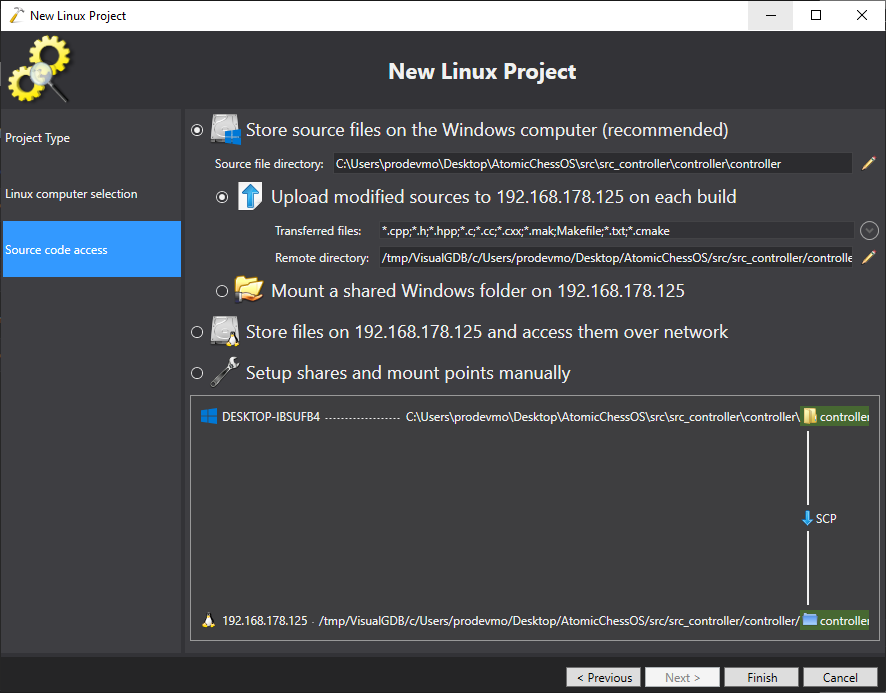 New Linux Project
New Linux Project
Project Type
Linux computer selection
Source code access
Store source files on the Windows computer (recommended)
Source file directory: C:\Users\prodevmo\Desktop\AtomicChessOS\src\src_controller\controller\controller
Upload modified sources to 192.168.178.125 on each build
Transferred files: *.cpp;*.h;*.hpp;*.c;*.cc;*.cxx;*.mak;Makefile;*.txt;*.cmake
Remote directory: /tmp/VisualGDB/c/Users/prodevmo/Desktop/AtomicChessOS/src/src_controller/controlle
Mount a shared Windows folder on 192.168.178.125
Store files on 192.168.178.125 and access them over network
Setup shares and mount points manually
DESKTOP-IBSUFB4 ------------------- C:\Users\prodevmo\Desktop\AtomicChessOS\src\src_controller\controller\ controller
SCP
192.168.178.125 - /tmp/VisualGDB/c/Users/prodevmo/Desktop/AtomicChessOS/src/src_controller/controller/ controller
< Previous Next > Finish Cancel